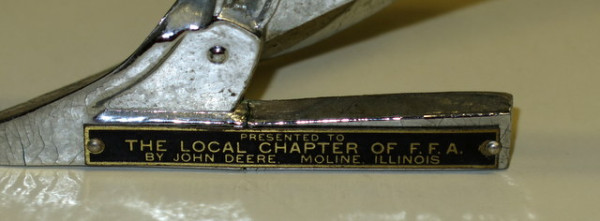 PRESENTED TO
THE LOCAL CHAPTER OF F.F.A.
BY JOHN DEERE. MOLINE, ILLINOIS